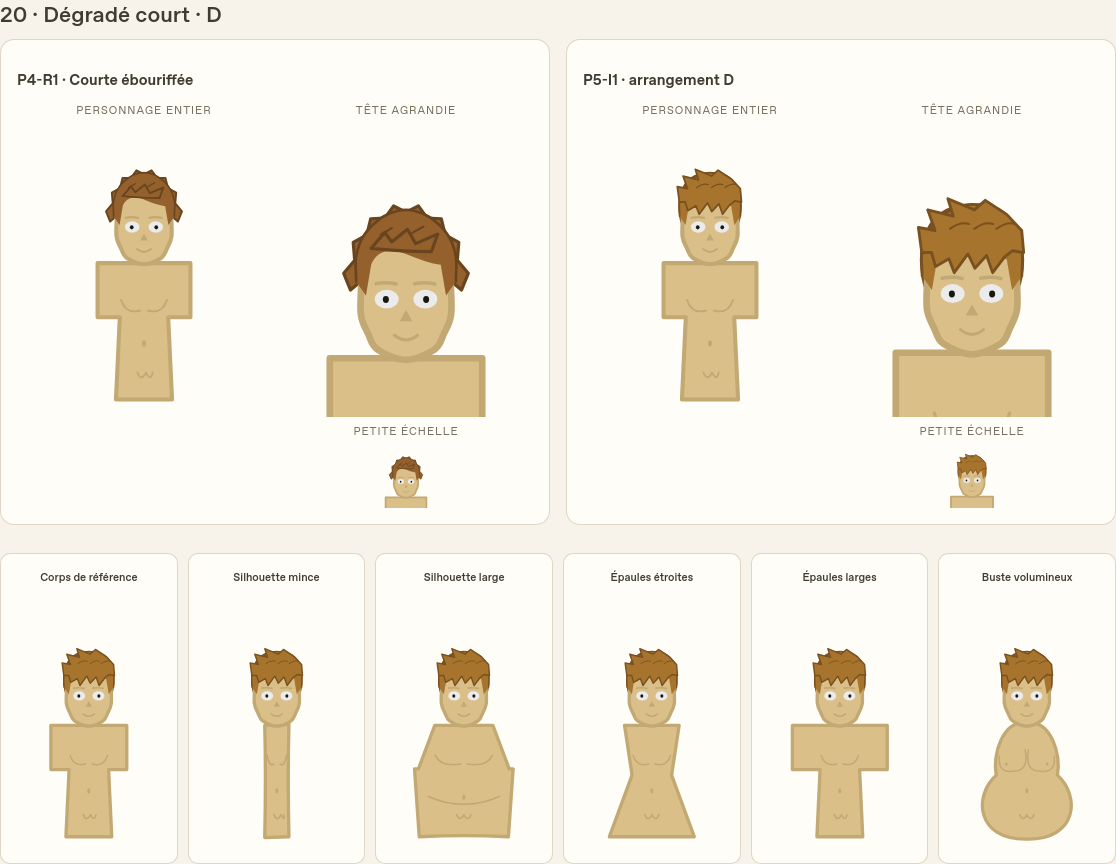 20 · Dégradé court · D
P4-R1 · Courte ébouriffée
PERSONNAGE ENTIER
TÊTE AGRANDIE
PETITE ÉCHELLE
P5-I1 · arrangement D
PERSONNAGE ENTIER
TÊTE AGRANDIE
PETITE ÉCHELLE
Corps de référence
Silhouette mince
Silhouette large
Épaules étroites
Épaules larges
Buste volumineux